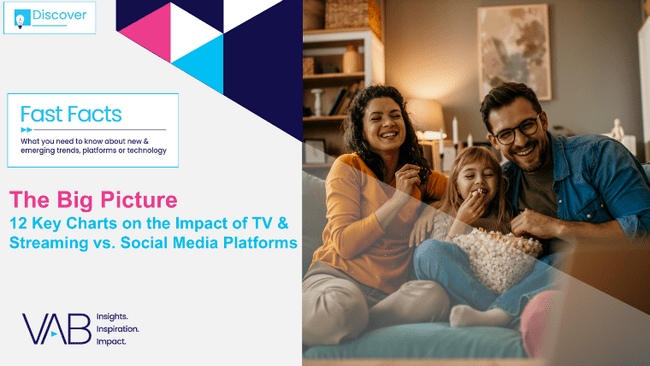 Discover
Fast Facts
What you need to know about new &
emerging trends, platforms or technology
The Big Picture
12 Key Charts on the Impact of TV &
Streaming vs. Social Media Platforms
VAB
Insights.
Inspiration.
Impact.